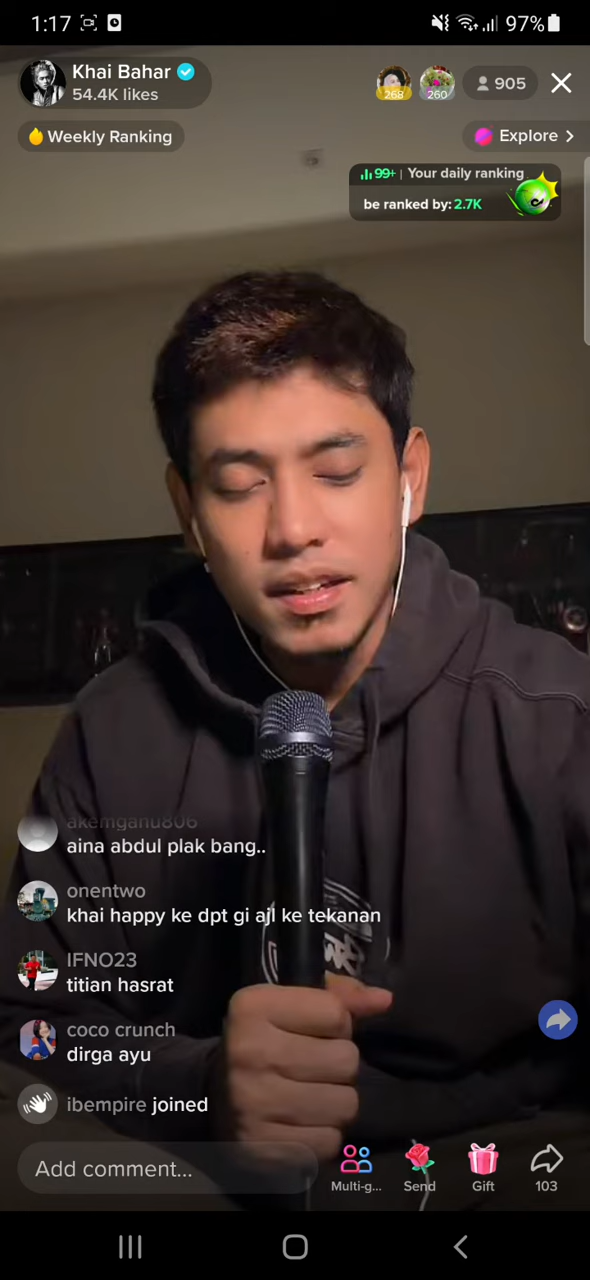 1:17
97%
Khai Bahar
54.4K likes
268
260
905
Weekly Ranking
Explore
99+ | Your daily ranking
be ranked by: 2.7K
akemganu806
aina abdul plak bang..
onentwo
khai happy ke dpt gi ajl ke tekanan
IFNO23
titian hasrat
coco crunch
dirga ayu
ibempire joined
Add comment...
Multi-g...
Send
Gift
103